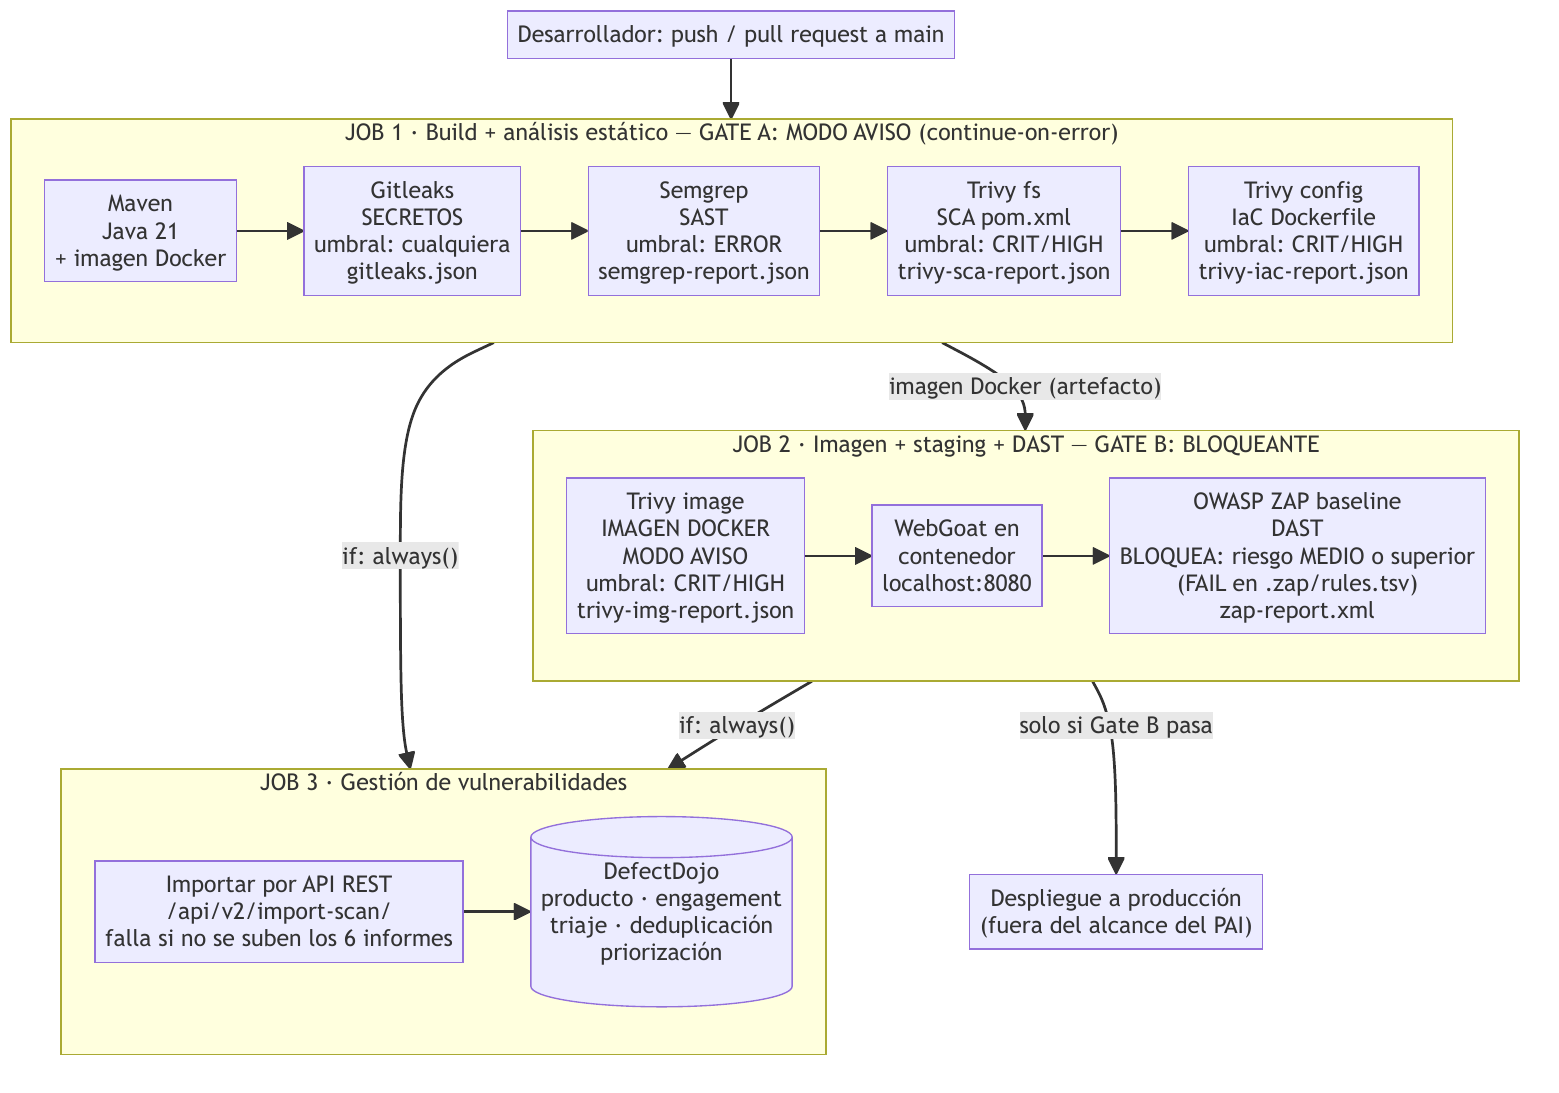 Desarrollador: push / pull request a main
JOB 1 · Build + análisis estático — GATE A: MODO AVISO (continue-on-error)
Maven
Java 21
+ imagen Docker
Gitleaks
SECRETOS
umbral: cualquiera
gitleaks.json
Semgrep
SAST
umbral: ERROR
semgrep-report.json
Trivy fs
SCA pom.xml
umbral: CRIT/HIGH
trivy-sca-report.json
Trivy config
IaC Dockerfile
umbral: CRIT/HIGH
trivy-iac-report.json
imagen Docker (artefacto)
if: always()
JOB 2 · Imagen + staging + DAST — GATE B: BLOQUEANTE
Trivy image
IMAGEN DOCKER
MODO AVISO
umbral: CRIT/HIGH
trivy-img-report.json
WebGoat en
contenedor
localhost:8080
OWASP ZAP baseline
DAST
BLOQUEA: riesgo MEDIO o superior
(FAIL en .zap/rules.tsv)
zap-report.xml
if: always()
solo si Gate B pasa
JOB 3 · Gestión de vulnerabilidades
Importar por API REST
/api/v2/import-scan/
falla si no se suben los 6 informes
DefectDojo
producto · engagement
triaje · deduplicación
priorización
Despliegue a producción
(fuera del alcance del PAI)